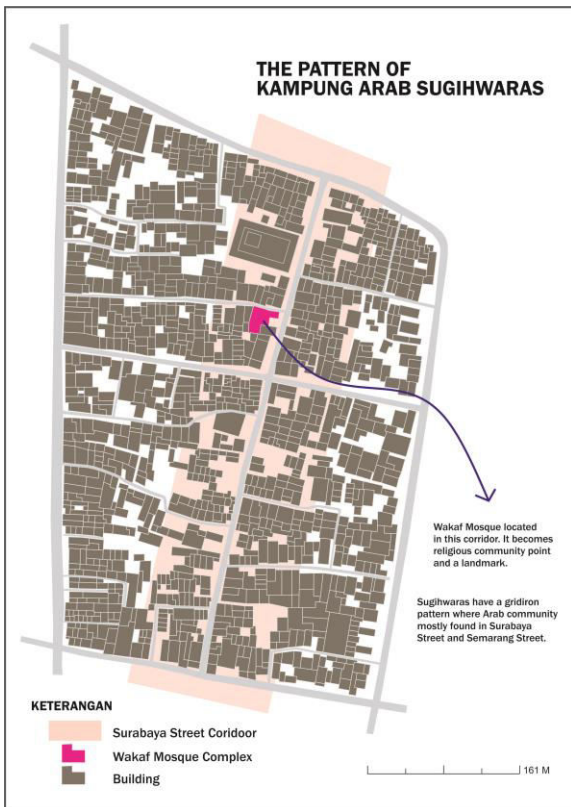 THE PATTERN OF
KAMPUNG ARAB SUGIHWARAS
Wakaf Mosque located
in this corridor. It becomes
religious community point
and a landmark.
Sugihwaras have a gridiron
pattern where Arab community
mostly found in Surabaya
Street and Semarang Street.
KETERANGAN
Surabaya Street Coridoor
Wakaf Mosque Complex
Building
161 M